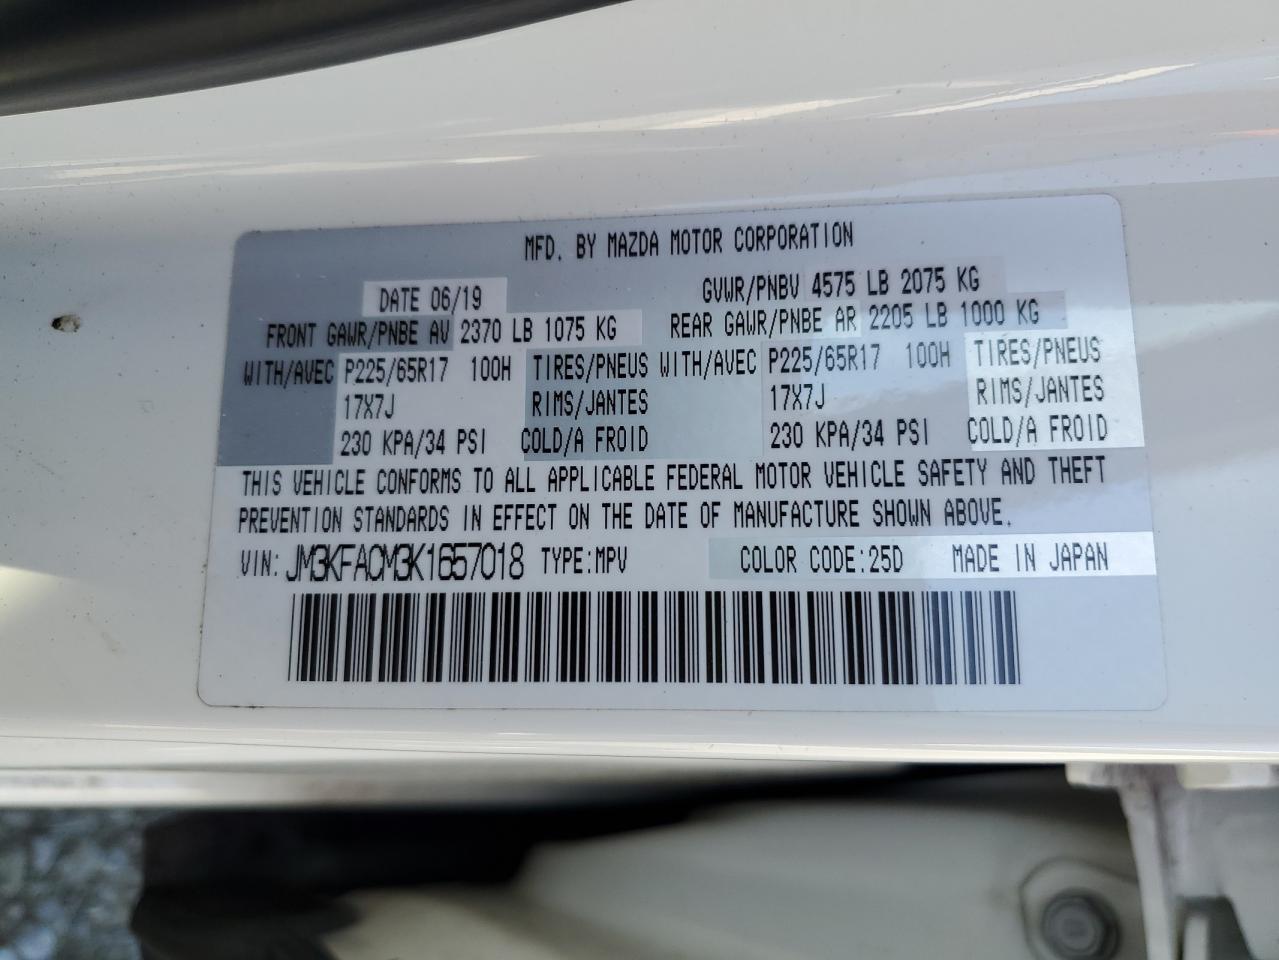 MFD. BY MAZDA MOTOR CORPORATION
DATE 06/19 GVWR/PNBV 4575 LB 2075 KG
FRONT GAWR/PNBE AV 2370 LB 1075 KG REAR GAWR/PNBE AR 2205 LB 1000 KG
WITH/AVEC P225/65R17 100H TIRES/PNEUS WITH/AVEC P225/65R17 100H TIRES/PNEUS
17X7J RIMS/JANTES 17X7J RIMS/JANTES
230 KPA/34 PSI COLD/A FROID 230 KPA/34 PSI COLD/A FROID
THIS VEHICLE CONFORMS TO ALL APPLICABLE FEDERAL MOTOR VEHICLE SAFETY AND THEFT
PREVENTION STANDARDS IN EFFECT ON THE DATE OF MANUFACTURE SHOWN ABOVE.
VIN: JM3KFACM3K1657018 TYPE:MPV COLOR CODE:25D MADE IN JAPAN